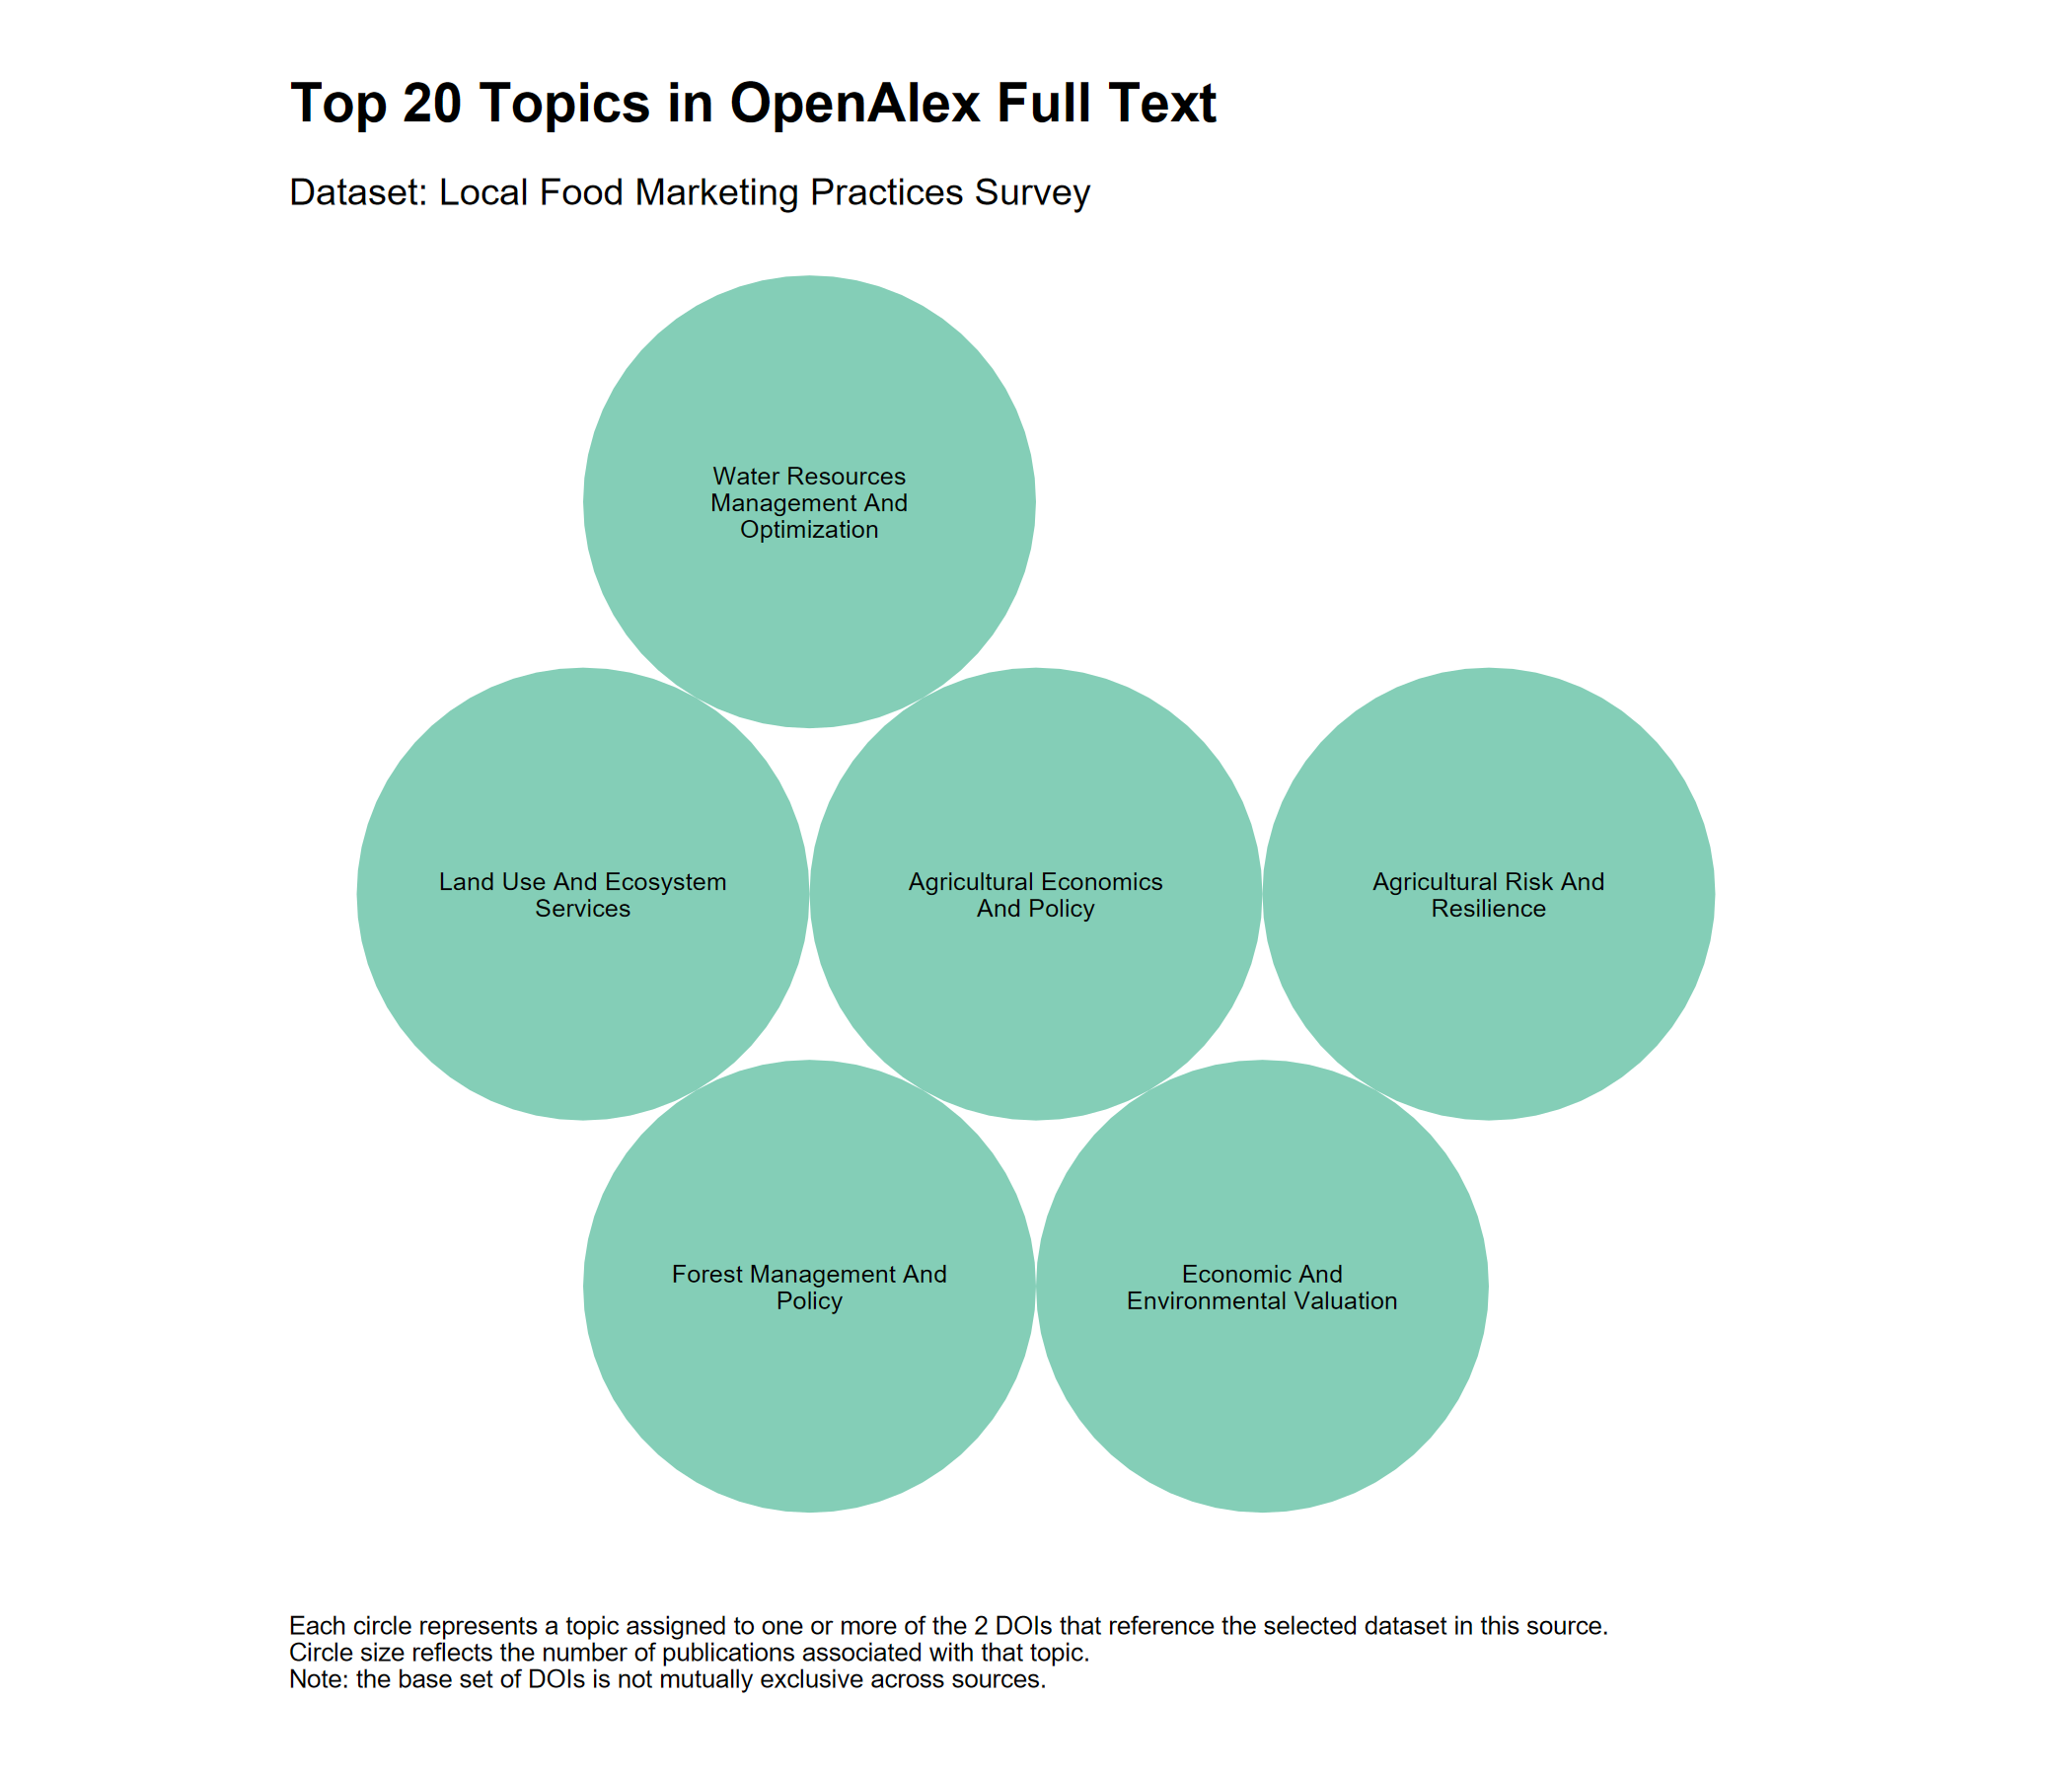 Top 20 Topics in OpenAlex Full Text
Dataset: Local Food Marketing Practices Survey
Water Resources
Management And
Optimization
Land Use And Ecosystem
Services
Agricultural Economics
And Policy
Agricultural Risk And
Resilience
Forest Management And
Policy
Economic And
Environmental Valuation
Each circle represents a topic assigned to one or more of the 2 DOIs that reference the selected dataset in this source.
Circle size reflects the number of publications associated with that topic.
Note: the base set of DOIs is not mutually exclusive across sources.